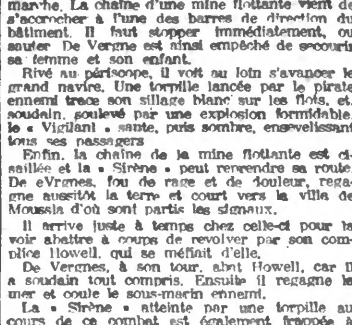 marche. La chaîne d'une mine flottante vient de
s'accrocher à l'une des barres de direction du
bâtiment. Il faut stopper immédiatement, ou
sauter De Vergne est ainsi empêché de secourir
sa femme et son enfant.
Rivé au périscope, il voit au loin s'avancer le
grand navire. Une torpille lancée par le pirate
ennemi trace son sillage blanc sur les flots, et,
soudain, soulevé par une explosion formidable,
le « Vigilant » saute, puis sombre, ensevelissant
tous ses passagers
Enfin, la chaîne de la mine flottante est ci-
saillée et la « Sirène » peut reprendre sa route.
De eVrgnes, fou de rage et de douleur, rega-
gne aussitôt la terre et court vers la villa de
Moussia d'où sont partis les signaux.
Il arrive juste à temps chez celle-ci pour la
voir abattre à coups de revolver par son com-
plice Howell, qui se méfiait d'elle.
De Vergnes, à son tour, abat Howell, car il
a soudain tout compris. Ensuite il regagne la
mer et coule le sous-marin ennemi.
La « Sirène » atteinte par une torpille au
cours de ce combat est également frappée à